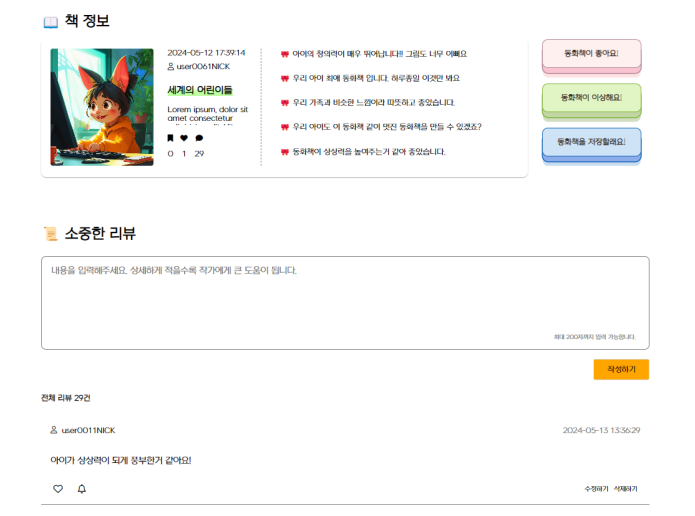 책 정보
2024-05-12 17:39:14
user0061NICK
세계의 어린이들
Lorem ipsum, dolor sit
amet consectetur
0 1 29
아이의 창의력이 매우 뛰어납니다!! 그림도 너무 이뻐요
우리 아이 최애 동화책 입니다. 하루종일 이것만 봐요
우리 가족과 비슷한 느낌이라 따뜻하고 좋았습니다.
우리 아이도 이 동화책 같이 멋진 동화책을 만들 수 있겠죠?
동화책이 상상력을 높여주는거 같아 좋았습니다.
동화책이 좋아요!
동화책이 이상해요!
동화책을 저장할래요!
소중한 리뷰
내용을 입력해주세요. 상세하게 적을수록 작가에게 큰 도움이 됩니다.
최대 200자까지 입력 가능합니다.
작성하기
전체 리뷰 29건
user0011NICK
2024-05-13 13:36:29
아이가 상상력이 되게 풍부한거 같아요!
수정하기 삭제하기